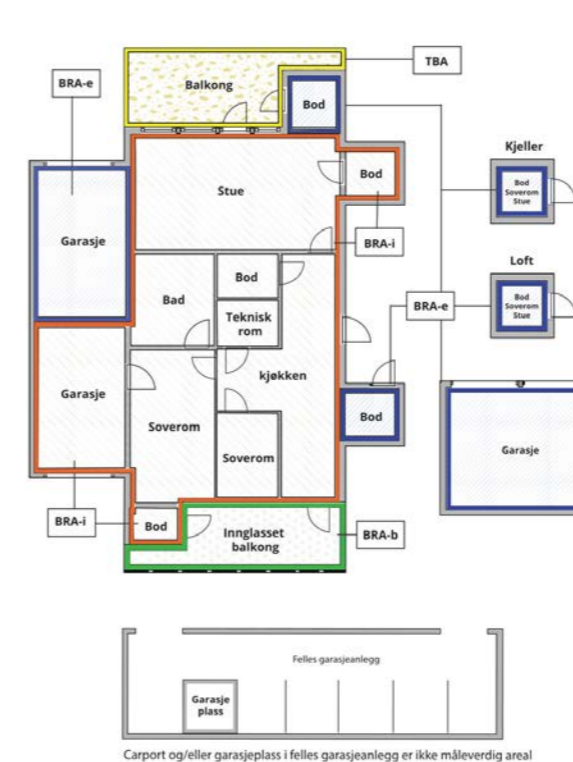 TBA
BRA-e
Balkong
Bod
Kjeller
Bod
Soverom
Stue
Bod
Stue
Garasje
BRA-i
Loft
Bod
Bad
Bod
Soverom
Stue
BRA-e
Teknisk
rom
kjøkken
Garasje
Bod
Soverom
Garasje
Soverom
BRA-i
Bod
Innglasset
balkong
BRA-b
Felles garasjeanlegg
Garasje
plass
Carport og/eller garasjeplass i felles garasjeanlegg er ikke måleverdig areal